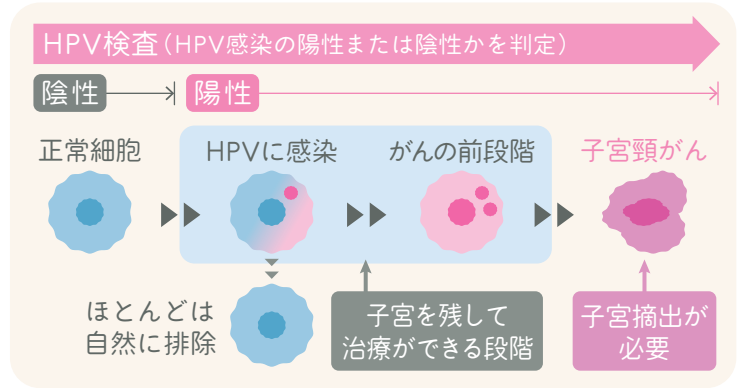 HPV検査(HPV感染の陽性または陰性かを判定)
陰性
陽性
正常細胞
HPVに感染
がんの前段階
子宮頸がん
ほとんどは
自然に排除
子宮を残して
治療ができる段階
子宮摘出が
必要